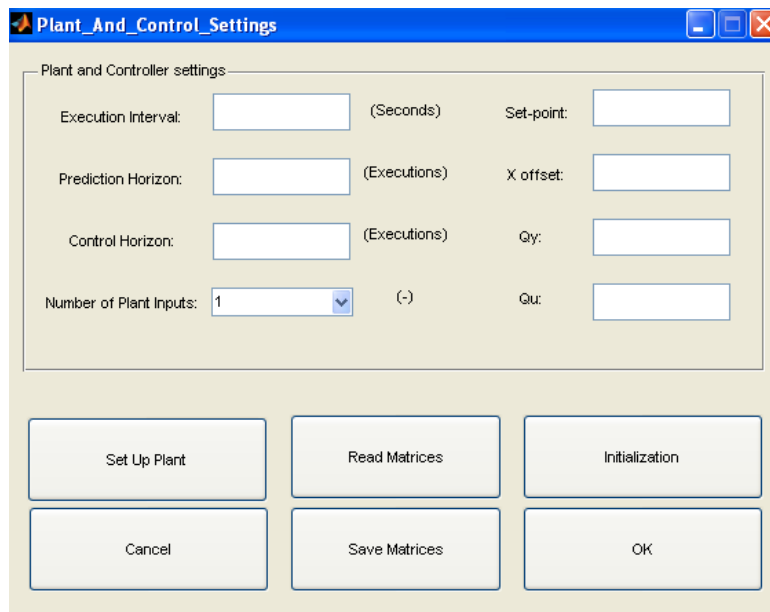 Plant_And_Control_Settings
Plant and Controller settings
Execution Interval: (Seconds) Set-point:
Prediction Horizon: (Executions) X offset:
Control Horizon: (Executions) Qy:
Number of Plant Inputs: 1 (-) Qu:
Set Up Plant Read Matrices Initialization
Cancel Save Matrices OK